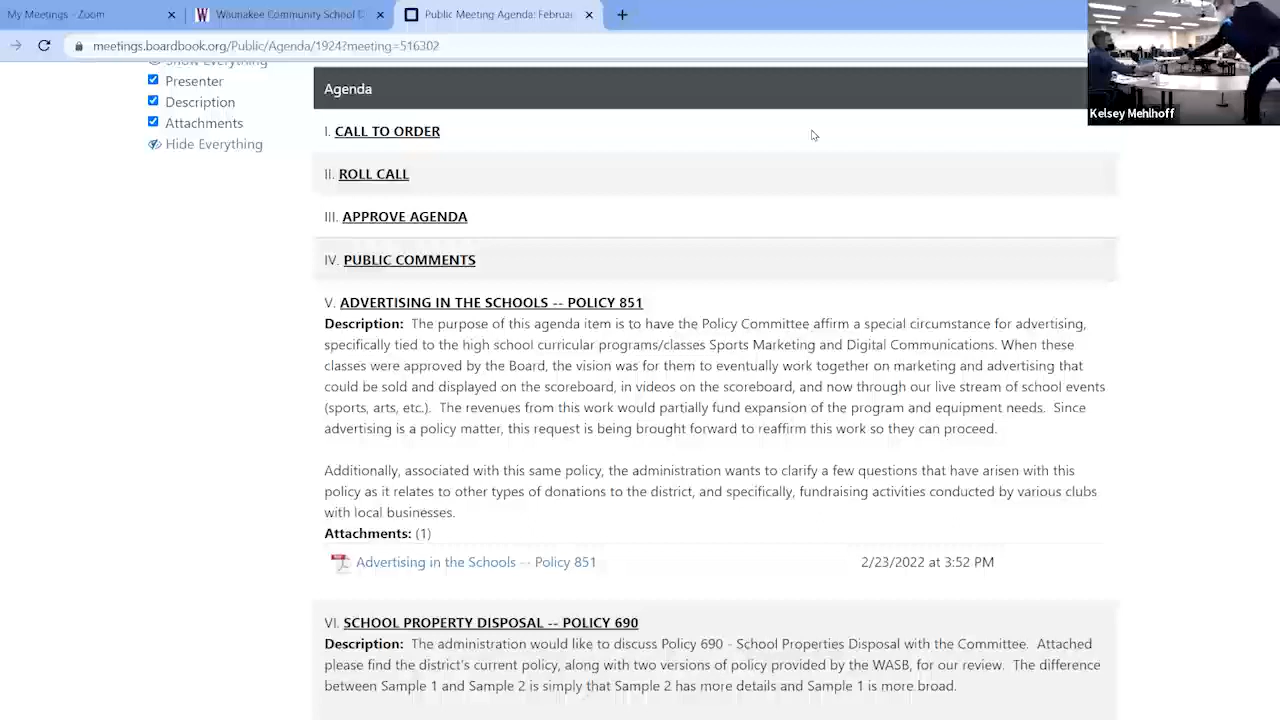 My Meetings - Zoom
Waunakee Community School D
Public Meeting Agenda: Februar
meetings.boardbook.org/Public/Agenda/1924?meeting=516302
Show Everything
Presenter
Description
Attachments
Hide Everything
Kelsey Mehlhoff
Agenda
I. CALL TO ORDER
II. ROLL CALL
III. APPROVE AGENDA
IV. PUBLIC COMMENTS
V. ADVERTISING IN THE SCHOOLS -- POLICY 851
Description: The purpose of this agenda item is to have the Policy Committee affirm a special circumstance for advertising,
specifically tied to the high school curricular programs/classes Sports Marketing and Digital Communications. When these
classes were approved by the Board, the vision was for them to eventually work together on marketing and advertising that
could be sold and displayed on the scoreboard, in videos on the scoreboard, and now through our live stream of school events
(sports, arts, etc.). The revenues from this work would partially fund expansion of the program and equipment needs. Since
advertising is a policy matter, this request is being brought forward to reaffirm this work so they can proceed.
Additionally, associated with this same policy, the administration wants to clarify a few questions that have arisen with this
policy as it relates to other types of donations to the district, and specifically, fundraising activities conducted by various clubs
with local businesses.
Attachments: (1)
Advertising in the Schools -- Policy 851
2/23/2022 at 3:52 PM
VI. SCHOOL PROPERTY DISPOSAL -- POLICY 690
Description: The administration would like to discuss Policy 690 - School Properties Disposal with the Committee. Attached
please find the district's current policy, along with two versions of policy provided by the WASB, for our review. The difference
between Sample 1 and Sample 2 is simply that Sample 2 has more details and Sample 1 is more broad.